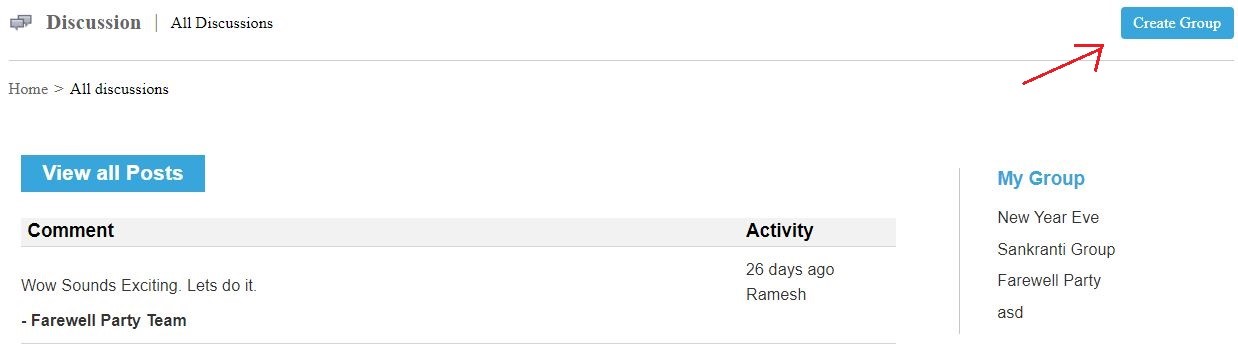 Discussion | All Discussions
Create Group
Home > All discussions
View all Posts
My Group
Comment Activity
New Year Eve
Sankranti Group
Farewell Party
asd
Wow Sounds Exciting. Lets do it.
- Farewell Party Team
26 days ago
Ramesh